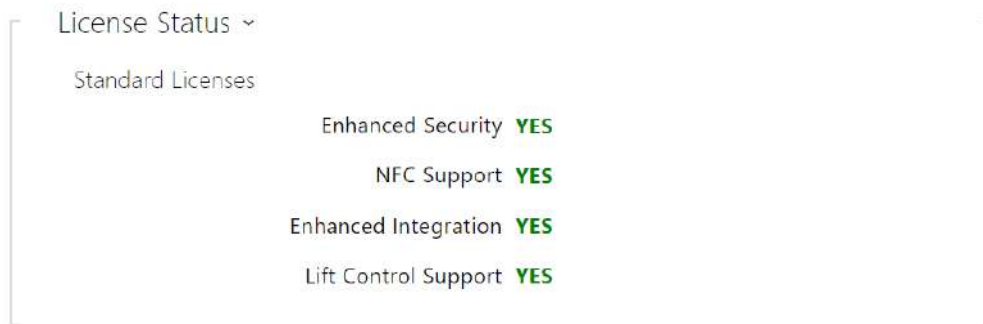 License Status
Standard Licenses
Enhanced Security YES
NFC Support YES
Enhanced Integration YES
Lift Control Support YES